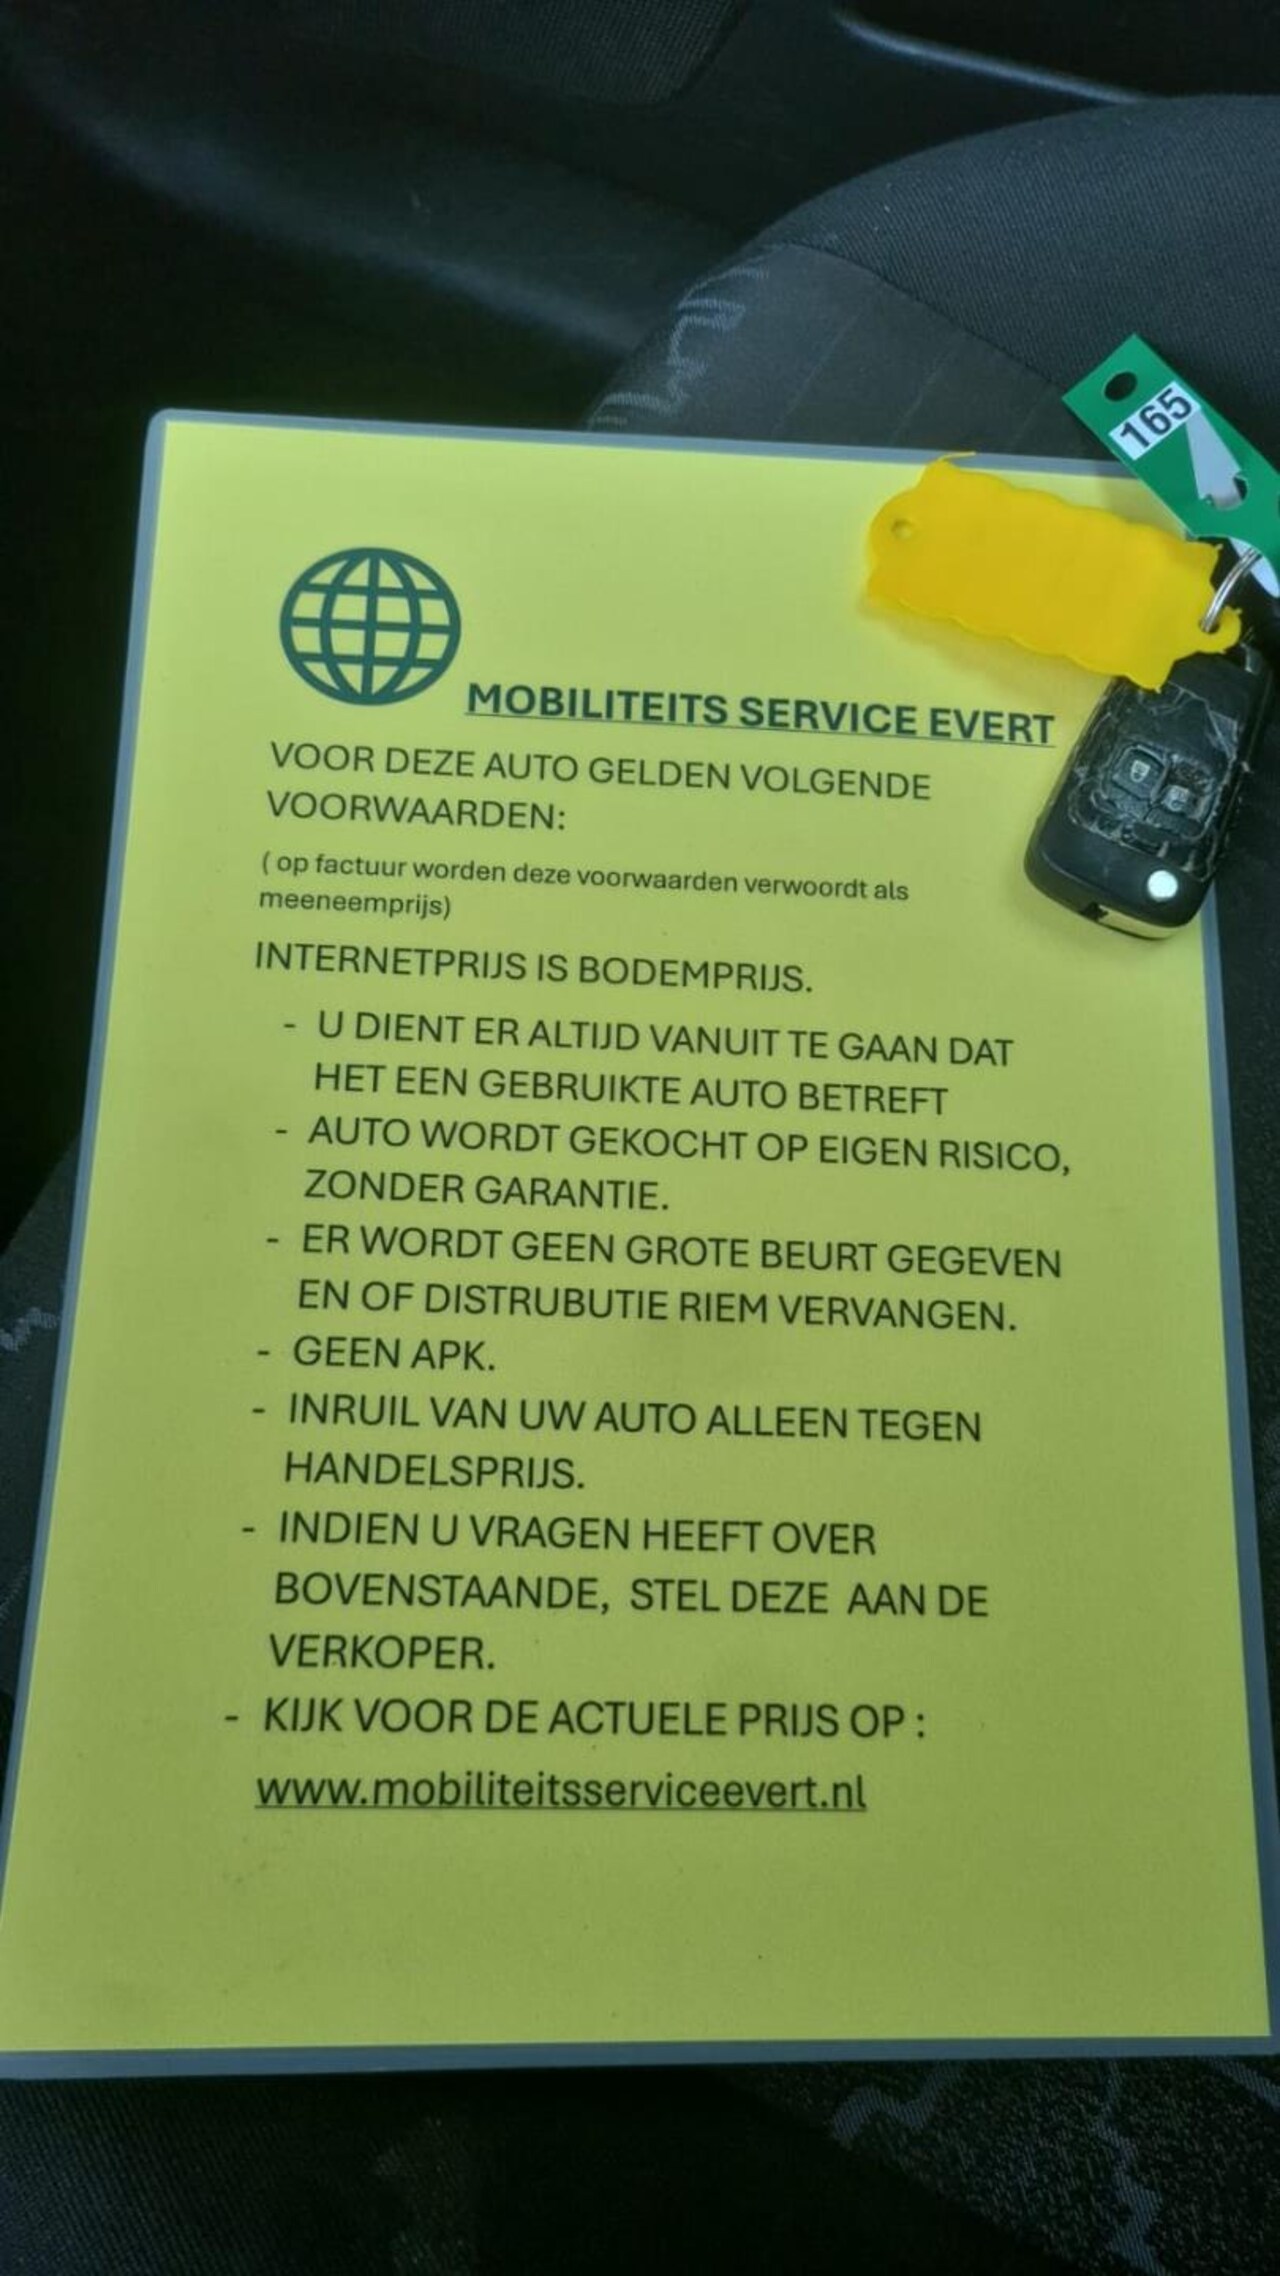 165
MOBILITEITS SERVICE EVERT
VOOR DEZE AUTO GELDEN VOLGENDE
VOORWAARDEN:
( op factuur worden deze voorwaarden verwoordt als
meeneemprijs)
INTERNETPRIJS IS BODEMPRIJS.
- U DIENT ER ALTIJD VANUIT TE GAAN DAT
HET EEN GEBRUIKTE AUTO BETREFT
- AUTO WORDT GEKOCHT OP EIGEN RISICO,
ZONDER GARANTIE.
- ER WORDT GEEN GROTE BEURT GEGEVEN
EN OF DISTRUBUTIE RIEM VERVANGEN.
- GEEN APK.
- INRUIL VAN UW AUTO ALLEEN TEGEN
HANDELSPRIJS.
- INDIEN U VRAGEN HEEFT OVER
BOVENSTAANDE, STEL DEZE AAN DE
VERKOPER.
- KIJK VOOR DE ACTUELE PRIJS OP :
www.mobiliteitsserviceevert.nl